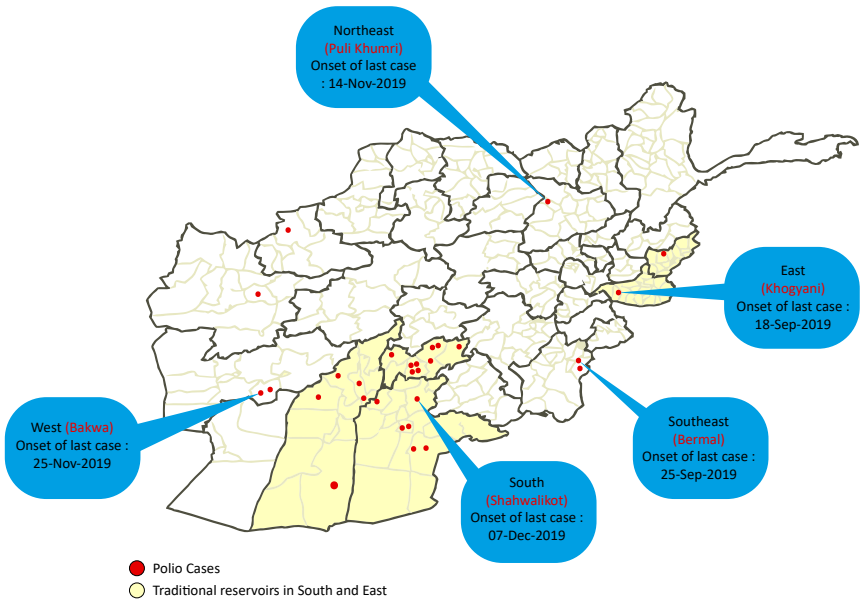 Northeast
(Puli Khumri)
Onset of last case
: 14-Nov-2019
East
(Khogyani)
Onset of last case :
18-Sep-2019
West (Bakwa)
Onset of last case :
25-Nov-2019
Southeast
(Bermal)
Onset of last case :
25-Sep-2019
South
(Shahwalikot)
Onset of last case :
07-Dec-2019
Polio Cases
Traditional reservoirs in South and East